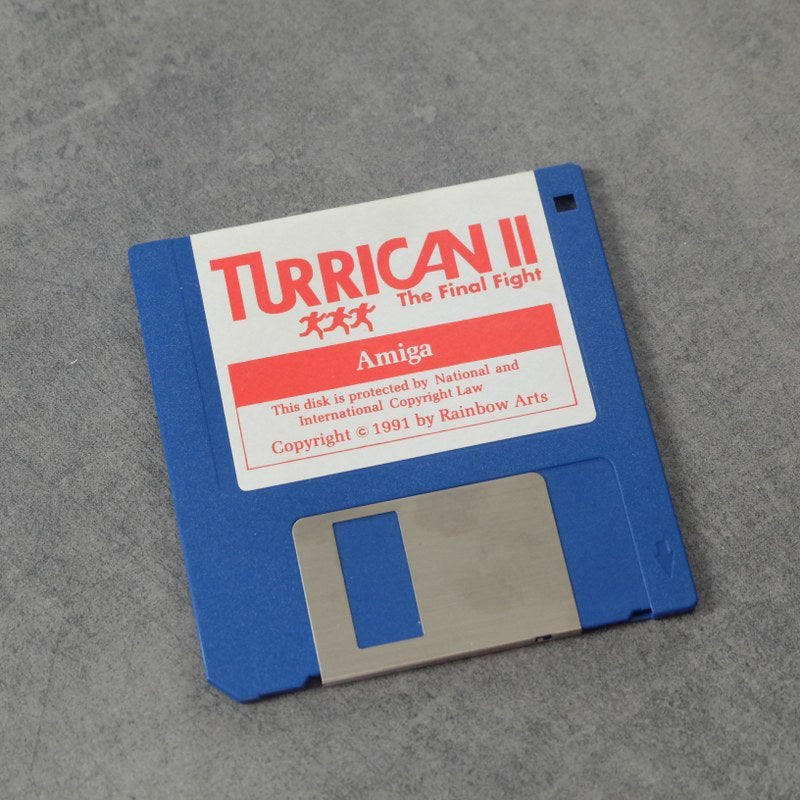 TURRICAN II
The Final Fight
Amiga
This disk is protected by National and
International Copyright Law
Copyright © 1991 by Rainbow Arts